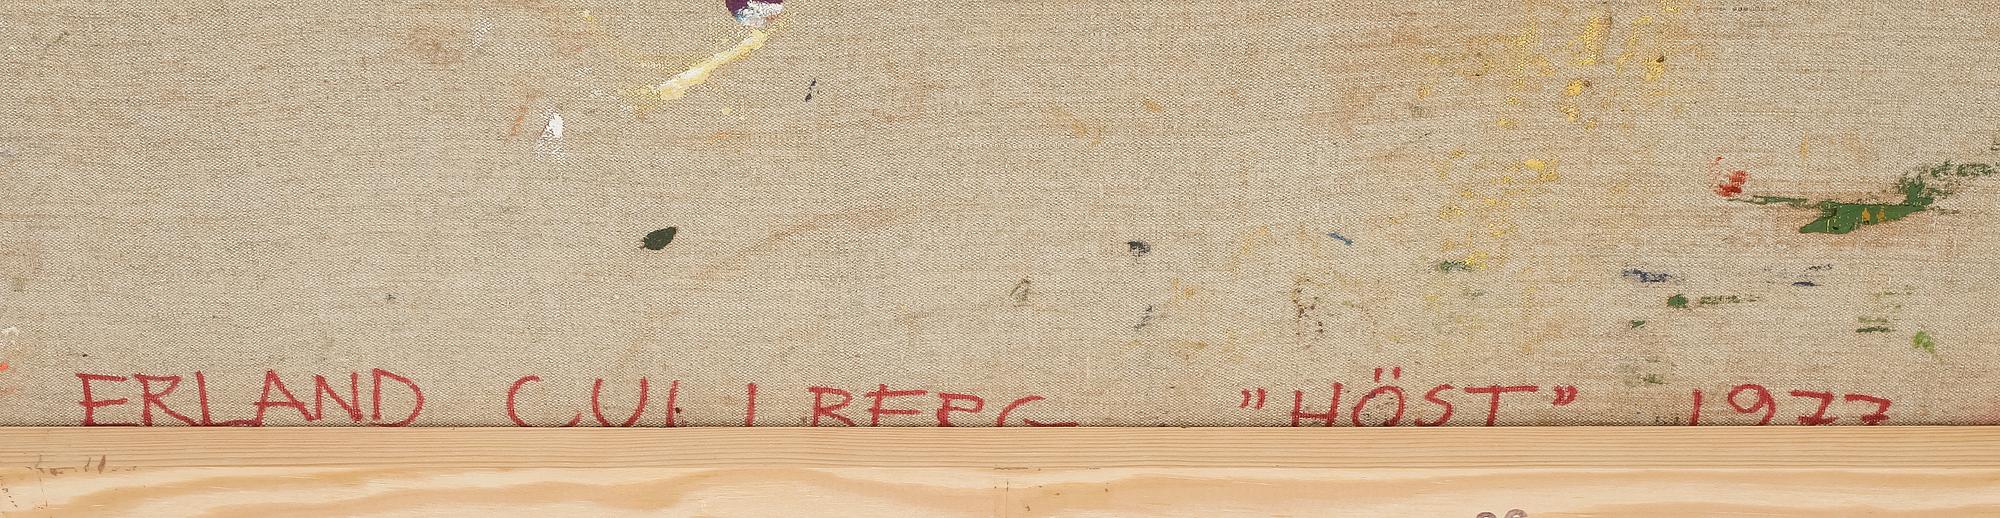 ERLAND CULLBERG "HÖST" 1977